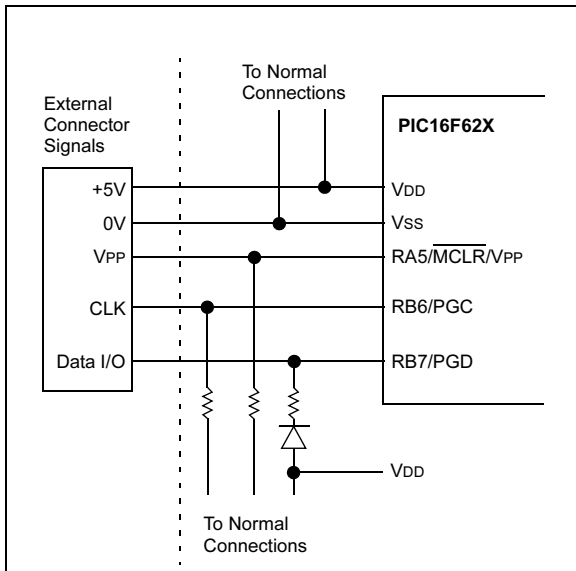 To Normal
Connections
External
Connector
Signals
PIC16F62X
+5V
VDD
0V
VSS
VPP
RA5/MCLR/VPP
CLK
RB6/PGC
Data I/O
RB7/PGD
VDD
To Normal
Connections